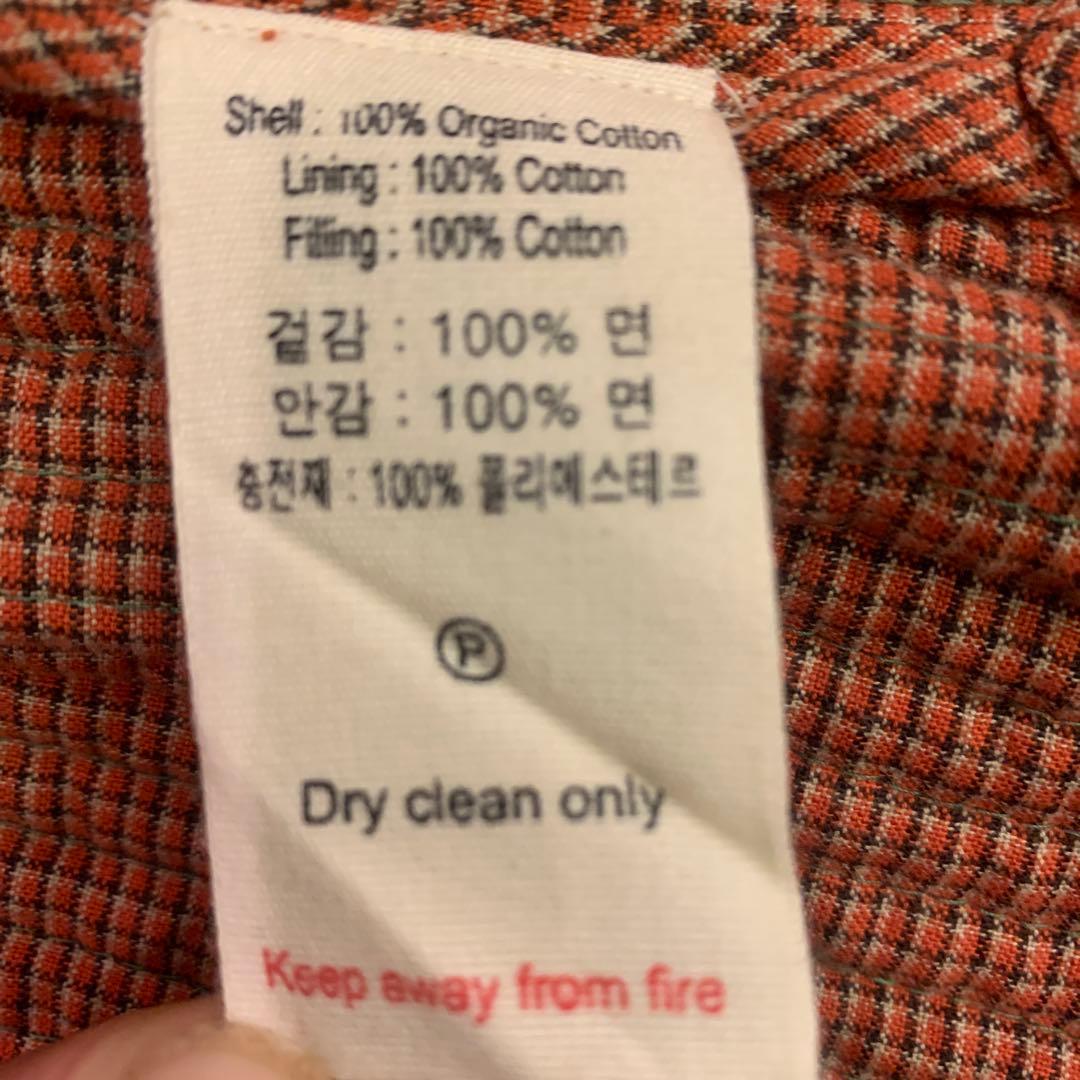 Shell : 100% Organic Cotton
Lining : 100% Cotton
Filling : 100% Cotton
겉감 : 100% 면
안감 : 100% 면
충전재 : 100% 폴리에스테르
P
Dry clean only
Keep away from fire